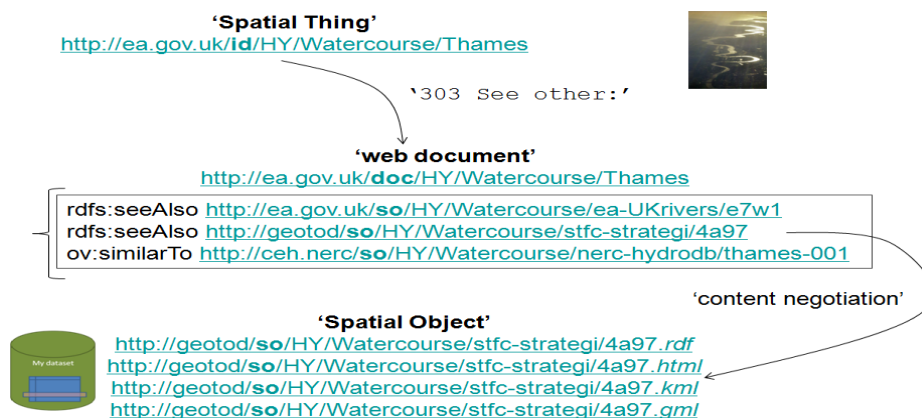 ‘Spatial Thing’
http://ea.gov.uk/id/HY/Watercourse/Thames
‘303 See other:’
‘web document’
http://ea.gov.uk/doc/HY/Watercourse/Thames
rdfs:seeAlso http://ea.gov.uk/so/HY/Watercourse/ea-UKrivers/e7w1
rdfs:seeAlso http://geotod/so/HY/Watercourse/stfc-strategi/4a97
ov:similarTo http://ceh.nerc/so/HY/Watercourse/nerc-hydrodb/thames-001
‘content negotiation’
‘Spatial Object’
My dataset
http://geotod/so/HY/Watercourse/stfc-strategi/4a97.rdf
http://geotod/so/HY/Watercourse/stfc-strategi/4a97.html
http://geotod/so/HY/Watercourse/stfc-strategi/4a97.kml
http://geotod/so/HY/Watercourse/stfc-strategi/4a97.gml